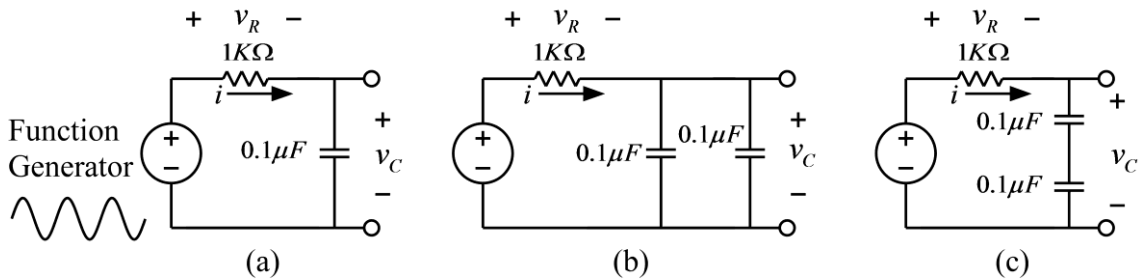 + v_R −
1KΩ
i
Function
Generator
+
−
0.1μF
+
v_C
−
(a)
+ v_R −
1KΩ
i
+
−
0.1μF
0.1μF
+
v_C
−
(b)
+ v_R −
1KΩ
i
+
−
0.1μF
0.1μF
+
v_C
−
(c)